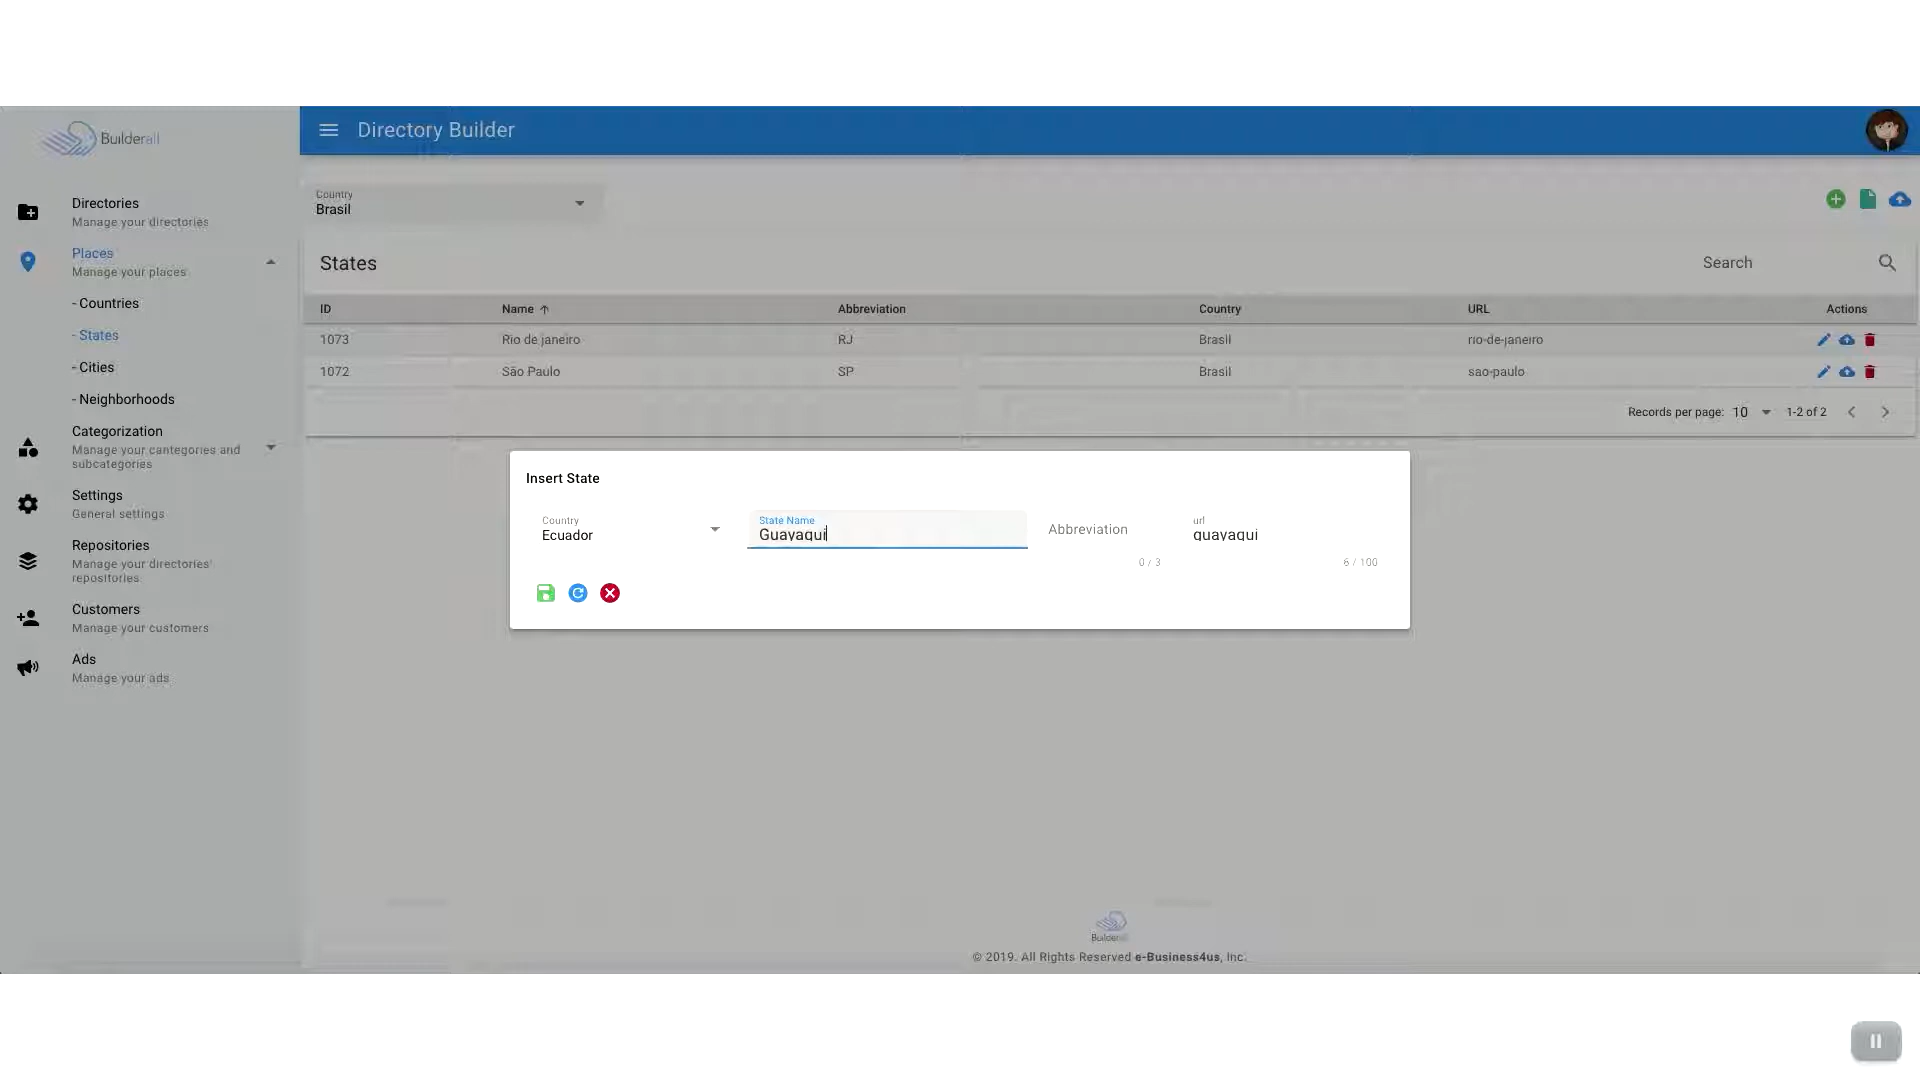 Builderall
Directory Builder
Directories
Manage your directories
Places
Manage your places
- Countries
- States
- Cities
- Neighborhoods
Categorization
Manage your cantegories and
subcategories
Settings
General settings
Repositories
Manage your directories'
repositories
Customers
Manage your customers
Ads
Manage your ads
Country
Brasil
States
Search
ID Name Abbreviation Country URL Actions
1073 Rio de janeiro RJ Brasil rio-de-janeiro
1072 São Paulo SP Brasil sao-paulo
Records per page: 10 1-2 of 2
Insert State
Country
Ecuador
State Name
Guayaqui
Abbreviation
0 / 3
url
guayaqui
6 / 100
Builderall
© 2019. All Rights Reserved e-Business4us, Inc.